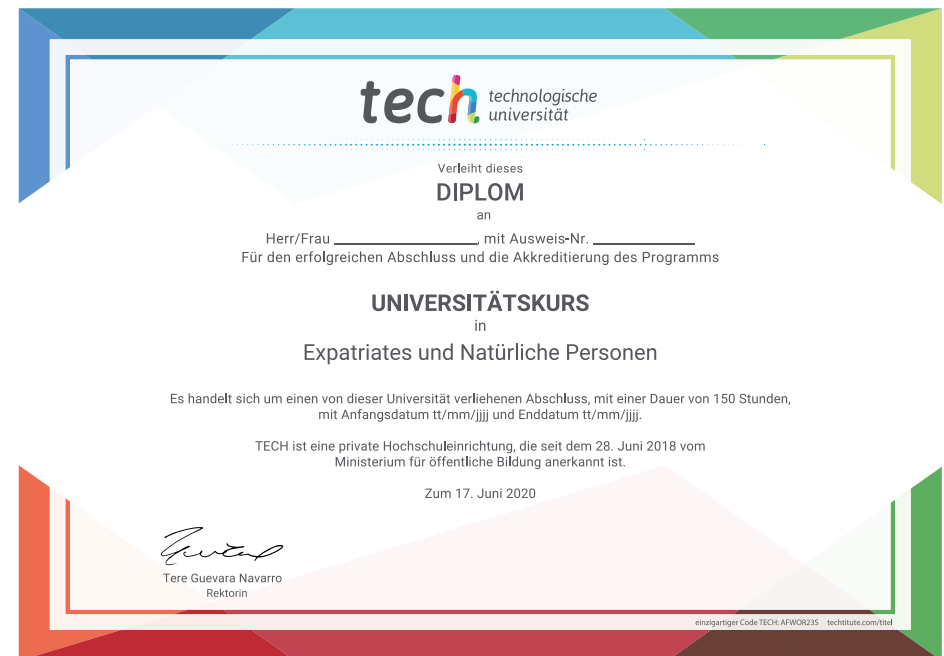 tech technologische
universität
Verleiht dieses
DIPLOM
an
Herr/Frau ____________________, mit Ausweis-Nr. ______________
Für den erfolgreichen Abschluss und die Akkreditierung des Programms
UNIVERSITÄTSKURS
in
Expatriates und Natürliche Personen
Es handelt sich um einen von dieser Universität verliehenen Abschluss, mit einer Dauer von 150 Stunden,
mit Anfangsdatum tt/mm/jjjj und Enddatum tt/mm/jjjj.
TECH ist eine private Hochschuleinrichtung, die seit dem 28. Juni 2018 vom
Ministerium für öffentliche Bildung anerkannt ist.
Zum 17. Juni 2020
Tere Guevara Navarro
Rektorin
einzigartiger Code TECH: AFWOR23S techtitute.com/titel